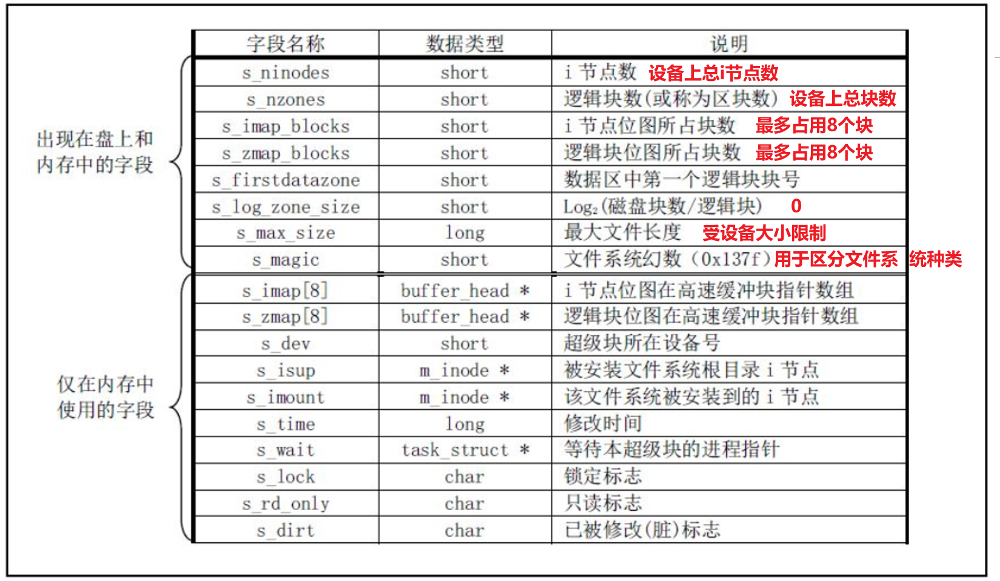 字段名称 数据类型 说明
出现在盘上和
内存中的字段
s_ninodes short i 节点数 设备上总i节点数
s_nzones short 逻辑块数(或称为区块数) 设备上总块数
s_imap_blocks short i 节点位图所占块数 最多占用8个块
s_zmap_blocks short 逻辑块位图所占块数 最多占用8个块
s_firstdatazone short 数据区中第一个逻辑块块号
s_log_zone_size short Log₂(磁盘块数/逻辑块) 0
s_max_size long 最大文件长度 受设备大小限制
s_magic short 文件系统幻数（0x137f）用于区分文件系 统种类
仅在内存中
使用的字段
s_imap[8] buffer_head * i 节点位图在高速缓冲块指针数组
s_zmap[8] buffer_head * 逻辑块位图在高速缓冲块指针数组
s_dev short 超级块所在设备号
s_isup m_inode * 被安装文件系统根目录 i 节点
s_imount m_inode * 该文件系统被安装到的 i 节点
s_time long 修改时间
s_wait task_struct * 等待本超级块的进程指针
s_lock char 锁定标志
s_rd_only char 只读标志
s_dirt char 已被修改(脏)标志